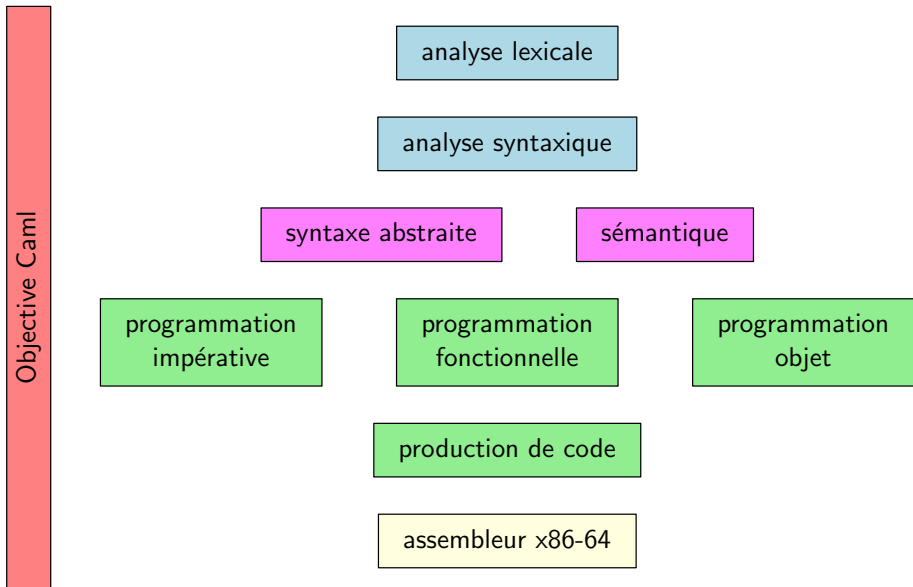 Objective Caml
analyse lexicale
analyse syntaxique
syntaxe abstraite
sémantique
programmation
impérative
programmation
fonctionnelle
programmation
objet
production de code
assembleur x86-64